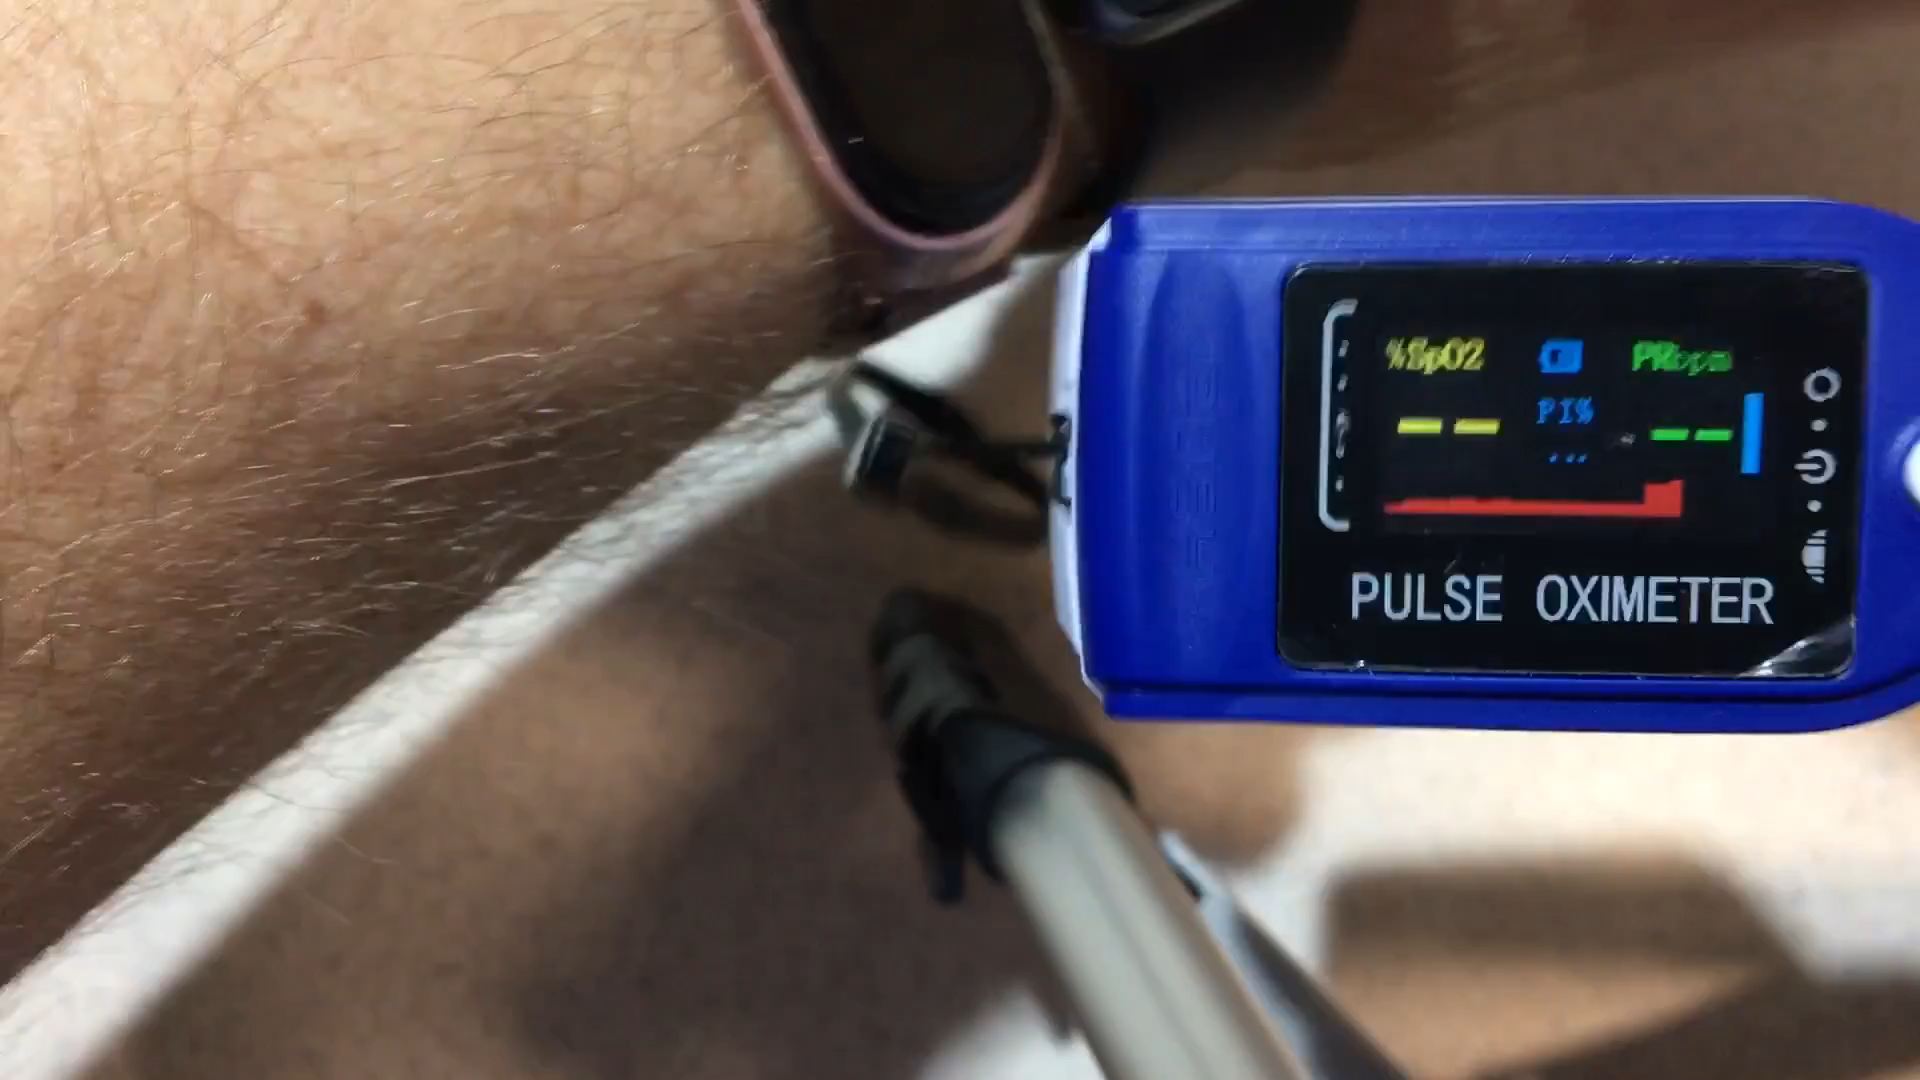 %SpO2 PRbpm
PI%
-- --
...
PULSE OXIMETER